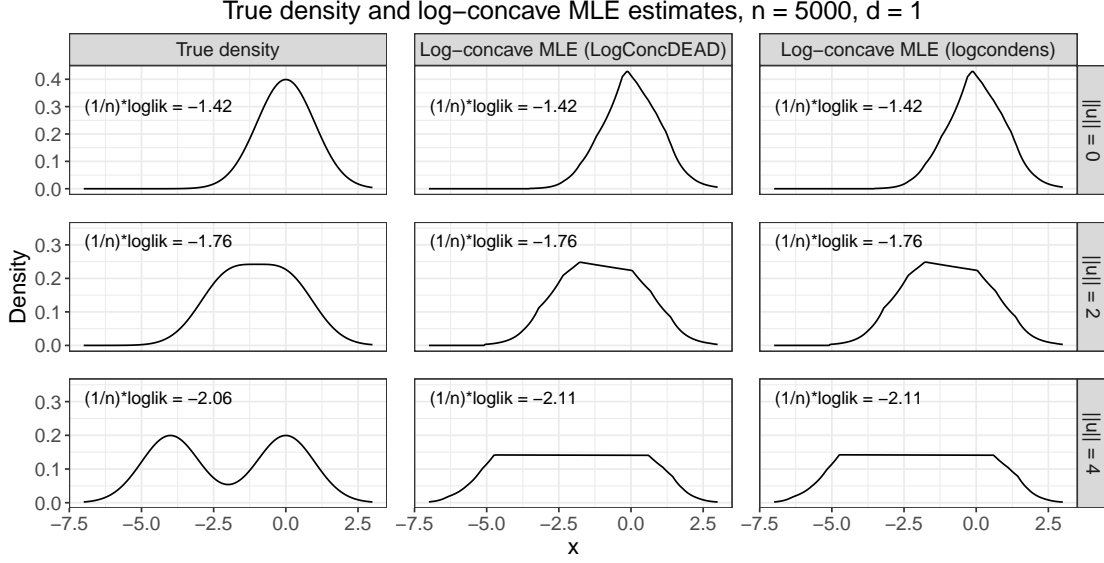 True density and log−concave MLE estimates, n = 5000, d = 1
True density
Log−concave MLE (LogConcDEAD)
Log−concave MLE (logcondens)
0.4
0.3
0.2
0.1
0.0
(1/n)*loglik = −1.42
(1/n)*loglik = −1.42
(1/n)*loglik = −1.42
||u|| = 0
Density
0.3
0.2
0.1
0.0
(1/n)*loglik = −1.76
(1/n)*loglik = −1.76
(1/n)*loglik = −1.76
||u|| = 2
0.3
0.2
0.1
0.0
(1/n)*loglik = −2.06
(1/n)*loglik = −2.11
(1/n)*loglik = −2.11
||u|| = 4
−7.5 −5.0 −2.5 0.0 2.5
−7.5 −5.0 −2.5 0.0 2.5
−7.5 −5.0 −2.5 0.0 2.5
x